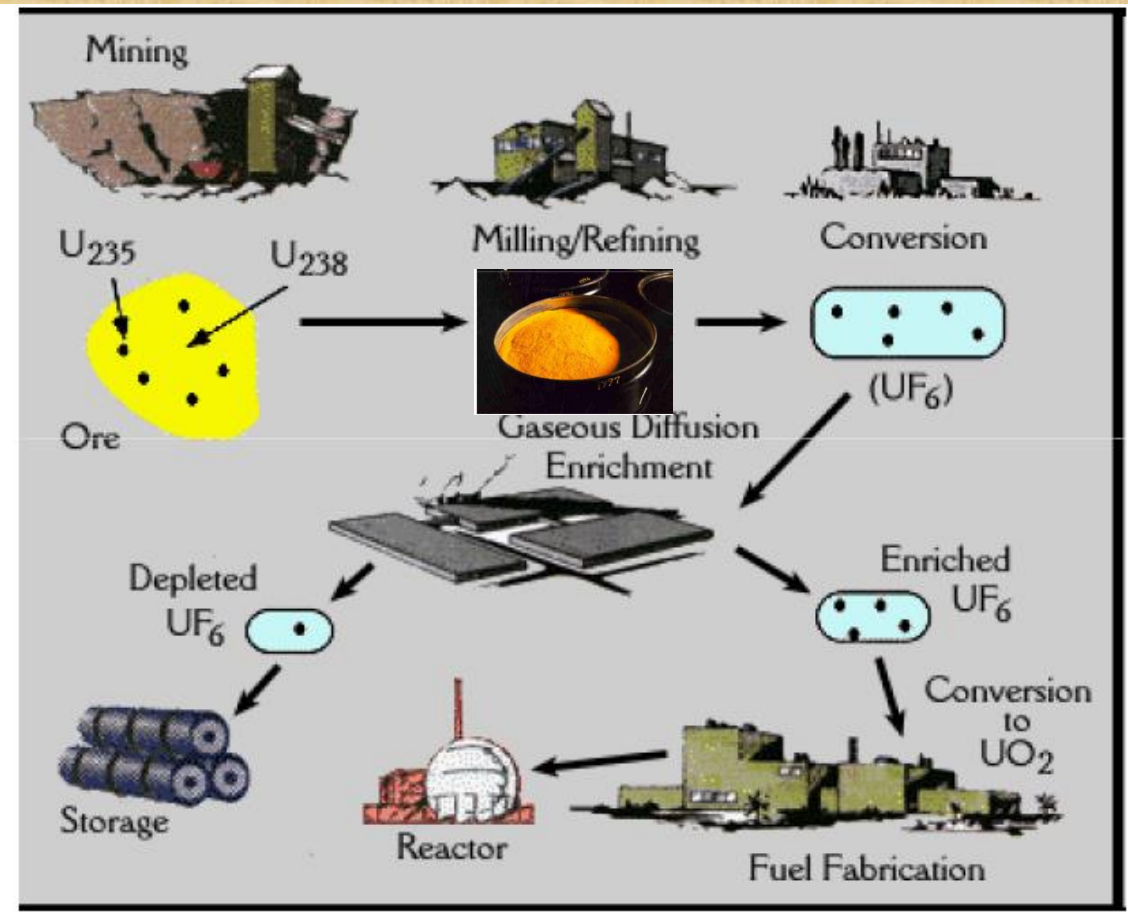 Mining
Milling/Refining
Conversion
U235
U238
Ore
(UF6)
Gaseous Diffusion
Enrichment
Depleted
UF6
Enriched
UF6
Conversion
to
UO2
Storage
Reactor
Fuel Fabrication